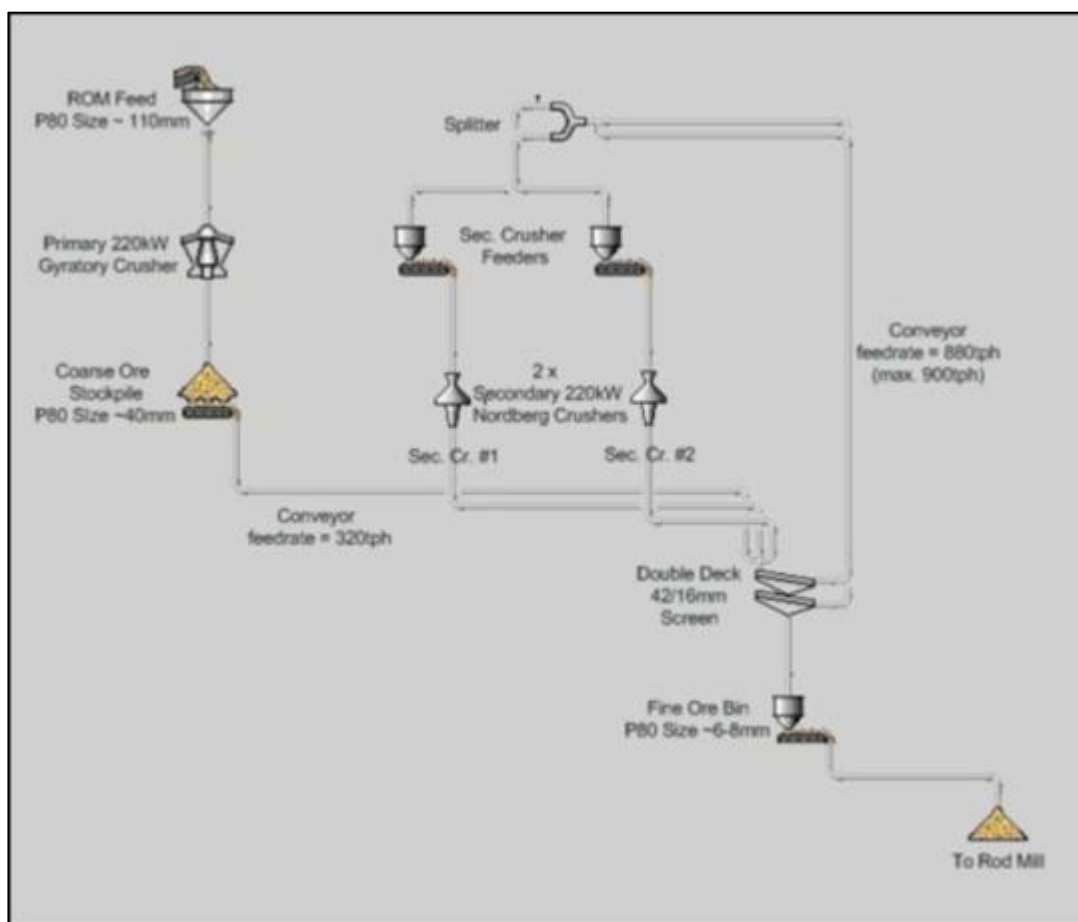 ROM Feed
P80 Size ~ 110mm
Splitter
Primary 220kW
Gyratory Crusher
Sec. Crusher
Feeders
Conveyor
feedrate = 880tph
(max. 900tph)
Coarse Ore
Stockpile
P80 Size ~40mm
2 x
Secondary 220kW
Nordberg Crushers
Sec. Cr. #1
Sec. Cr. #2
Conveyor
feedrate = 320tph
Double Deck
42/16mm
Screen
Fine Ore Bin
P80 Size ~6-8mm
To Rod Mill